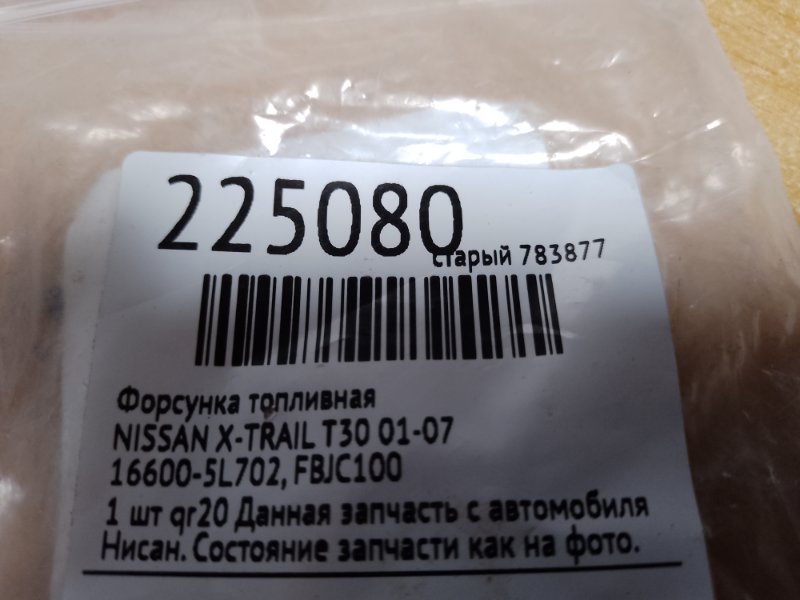 225080
старый 783877
Форсунка топливная
NISSAN X-TRAIL T30 01-07
16600-5L702, FBJC100
1 шт qr20 Данная запчасть с автомобиля
Нисан. Состояние запчасти как на фото.